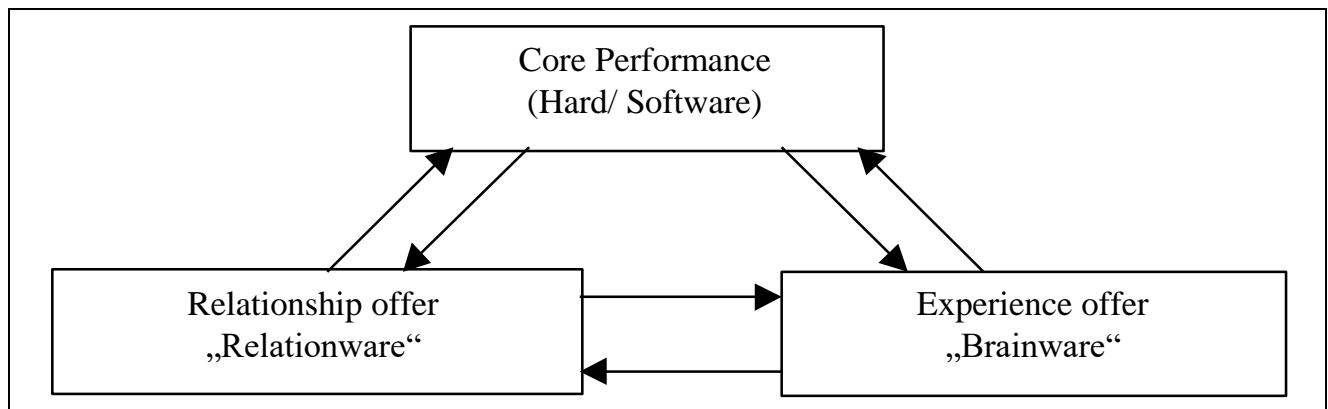 Core Performance
(Hard/ Software)
Relationship offer
„Relationware“
Experience offer
„Brainware“